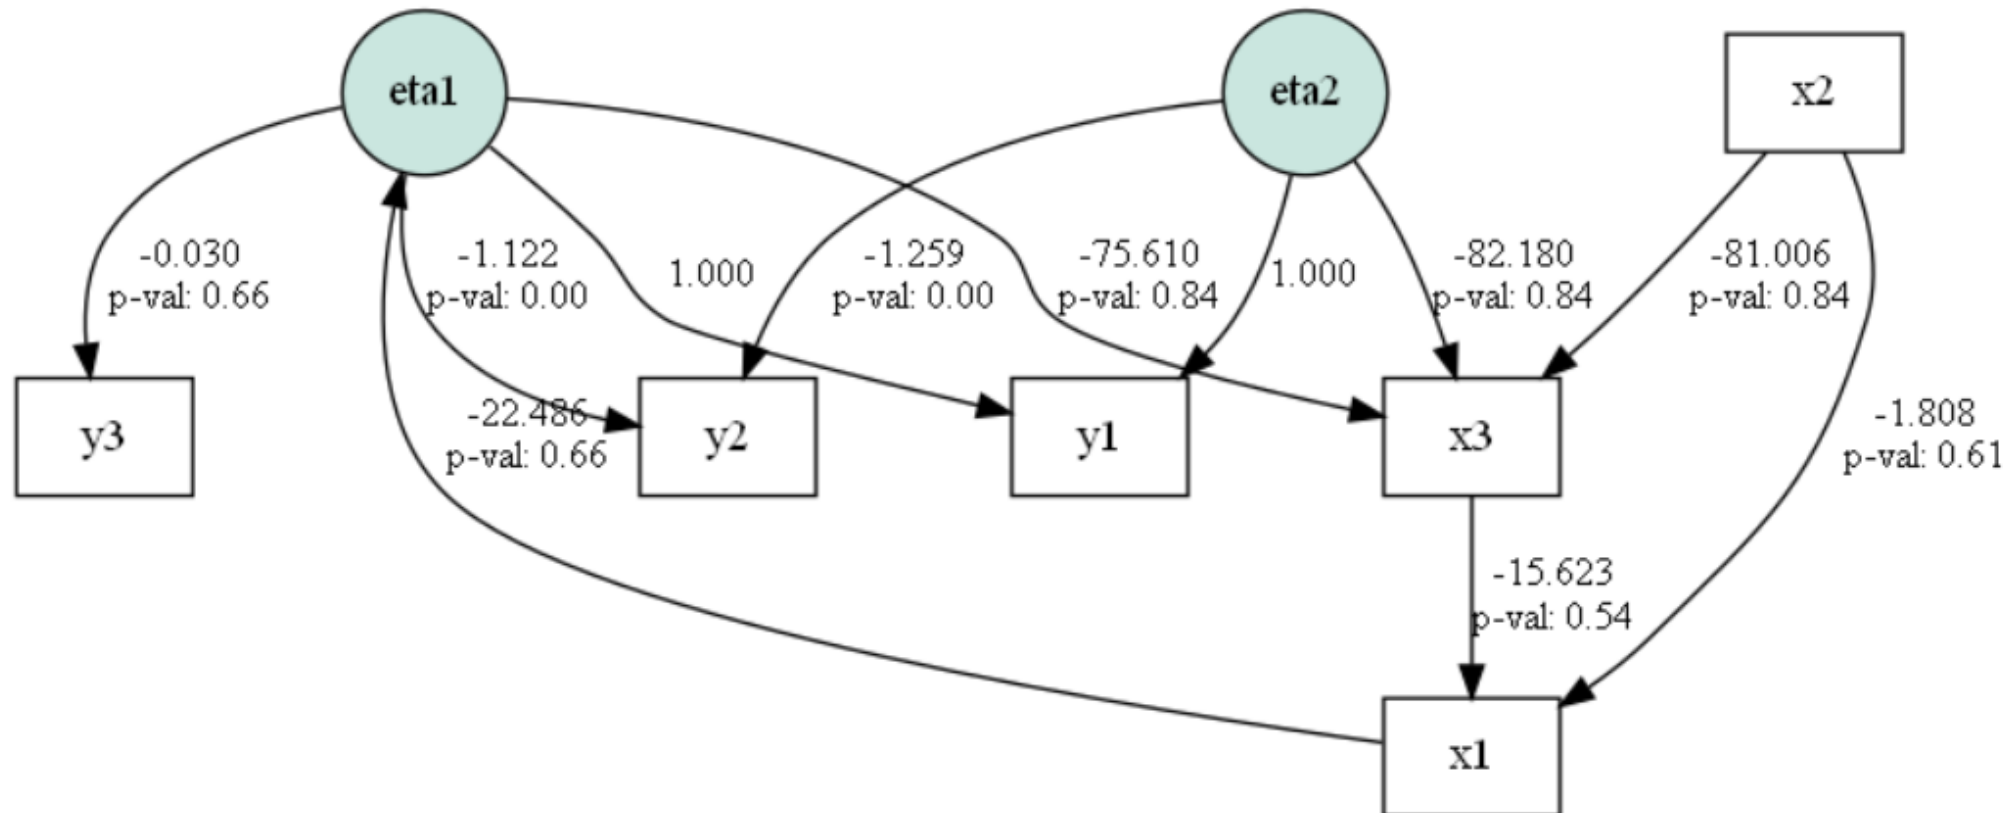 eta1
eta2
x2
-0.030
p-val: 0.66
-1.122
p-val: 0.00
1.000
-1.259
p-val: 0.00
-75.610
p-val: 0.84
1.000
-82.180
p-val: 0.84
-81.006
p-val: 0.84
y3
-22.486
p-val: 0.66
y2
y1
x3
-1.808
p-val: 0.61
-15.623
p-val: 0.54
x1